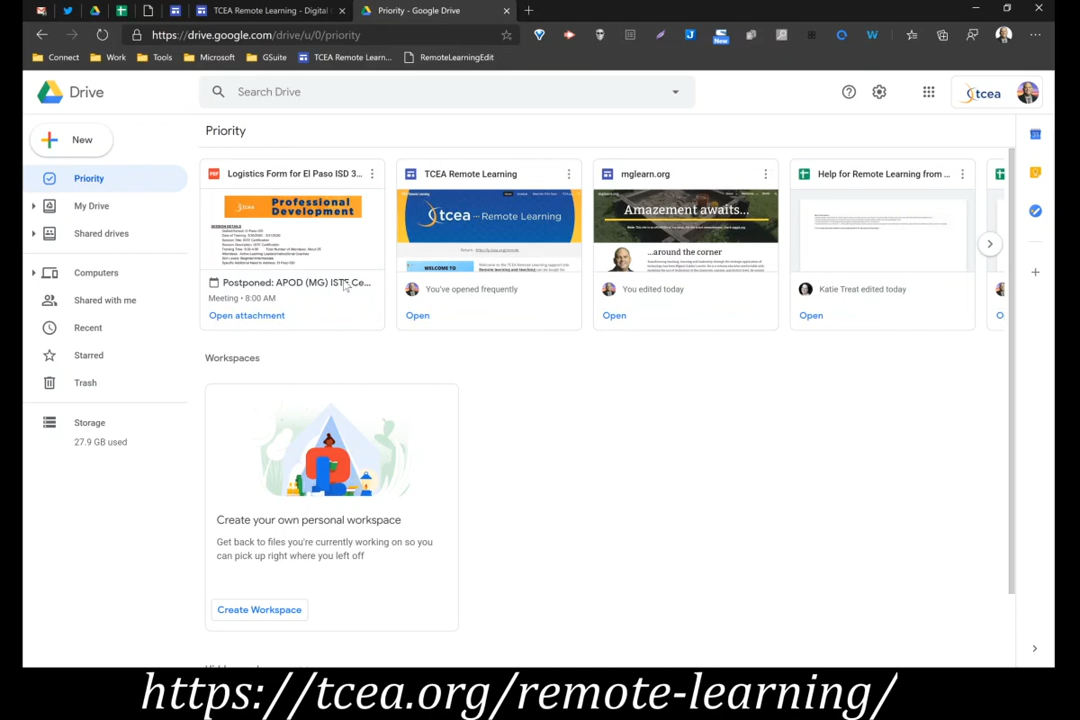 TCEA Remote Learning - Digital
Priority - Google Drive
https://drive.google.com/drive/u/0/priority
New
Connect Work Tools Microsoft GSuite TCEA Remote Learn... RemoteLearningEdit
Drive
Search Drive
tcea
New
Priority
My Drive
Shared drives
Computers
Shared with me
Recent
Starred
Trash
Storage
27.9 GB used
Priority
Logistics Form for El Paso ISD 3...
tcea Professional Development
SESSION DETAILS
Postponed: APOD (MG) ISTE Ce...
Meeting • 8:00 AM
Open attachment
TCEA Remote Learning
tcea ··· Remote Learning
WELCOME TO
You've opened frequently
Open
mglearn.org
Amazement awaits...
...around the corner
You edited today
Open
Help for Remote Learning from ...
Katie Treat edited today
Open
O
Workspaces
Create your own personal workspace
Get back to files you're currently working on so you
can pick up right where you left off
Create Workspace
https://tcea.org/remote-learning/